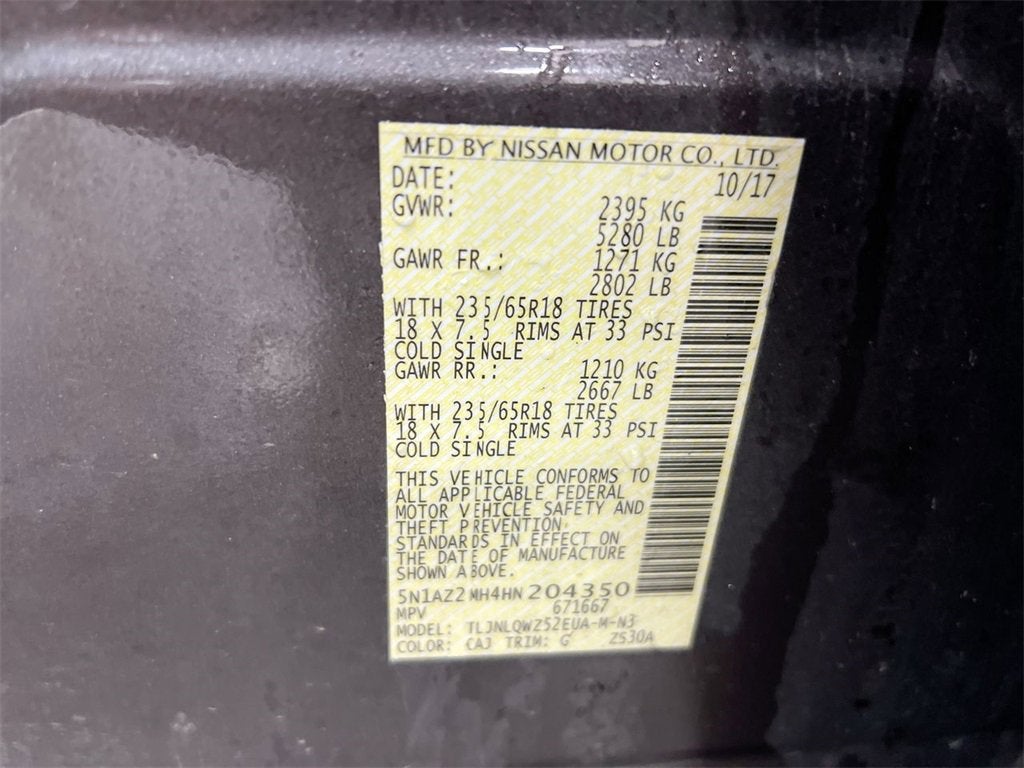 MFD BY NISSAN MOTOR CO., LTD.
DATE: 10/17
GVWR: 2395 KG
5280 LB
GAWR FR.: 1271 KG
2802 LB
WITH 235/65R18 TIRES
18 X 7.5 RIMS AT 33 PSI
COLD SINGLE
GAWR RR.: 1210 KG
2667 LB
WITH 235/65R18 TIRES
18 X 7.5 RIMS AT 33 PSI
COLD SINGLE
THIS VEHICLE CONFORMS TO
ALL APPLICABLE FEDERAL
MOTOR VEHICLE SAFETY AND
THEFT PREVENTION
STANDARDS IN EFFECT ON
THE DATE OF MANUFACTURE
SHOWN ABOVE.
5N1AZ2MH4HN204350
MPV 671667
MODEL: TLJNLQWZ52EUA-M-N3
COLOR: CAJ TRIM: G Z530A